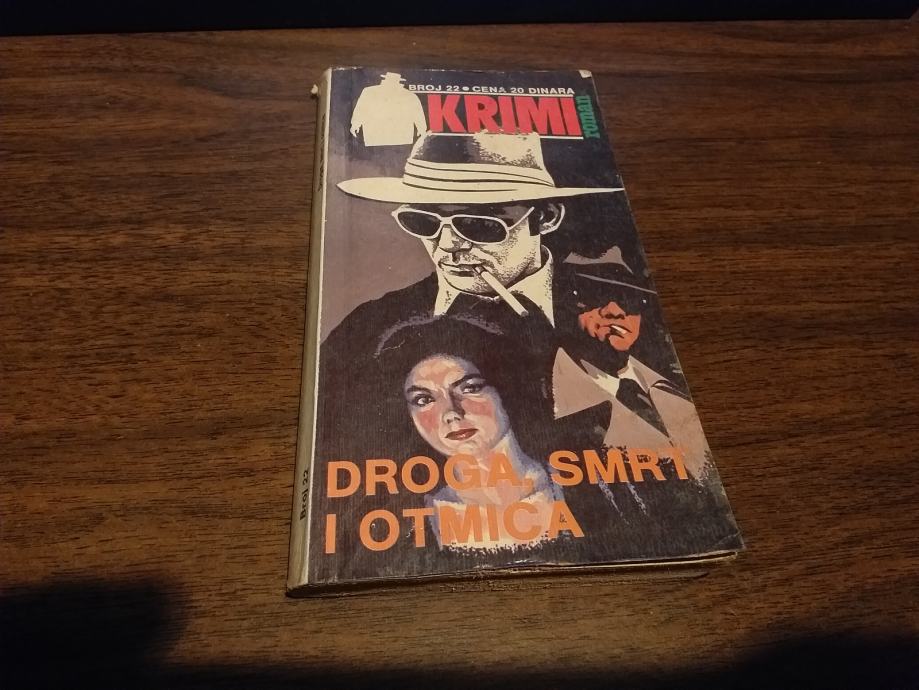 BROJ 22 • CENA 20 DINARA
KRIMI
roman
DROGA, SMRT
I OTMICA
Broj 22